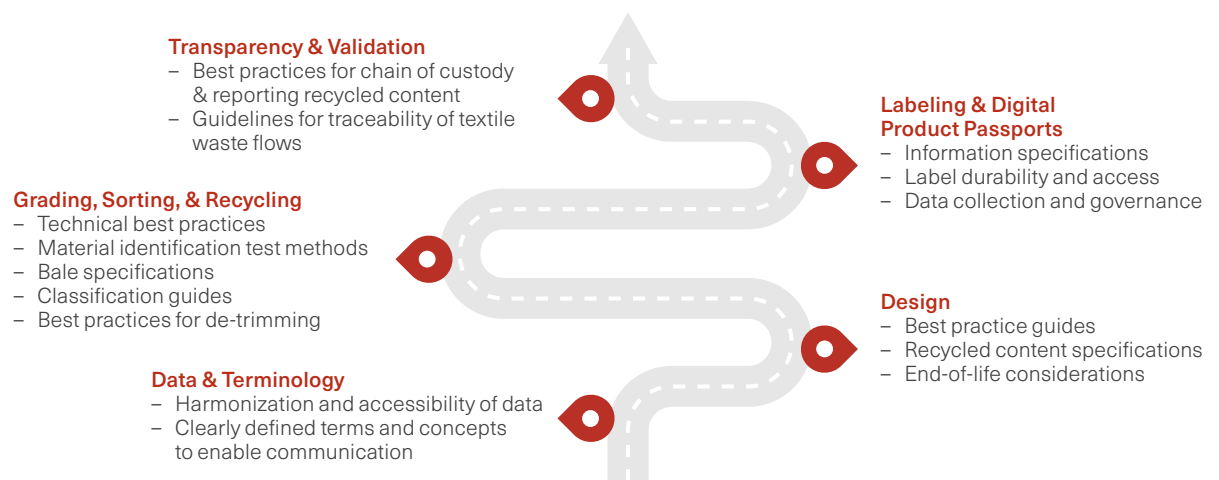 Transparency & Validation
– Best practices for chain of custody
& reporting recycled content
– Guidelines for traceability of textile
waste flows
Labeling & Digital
Product Passports
– Information specifications
– Label durability and access
– Data collection and governance
Grading, Sorting, & Recycling
– Technical best practices
– Material identification test methods
– Bale specifications
– Classification guides
– Best practices for de-trimming
Design
– Best practice guides
– Recycled content specifications
– End-of-life considerations
Data & Terminology
– Harmonization and accessibility of data
– Clearly defined terms and concepts
to enable communication